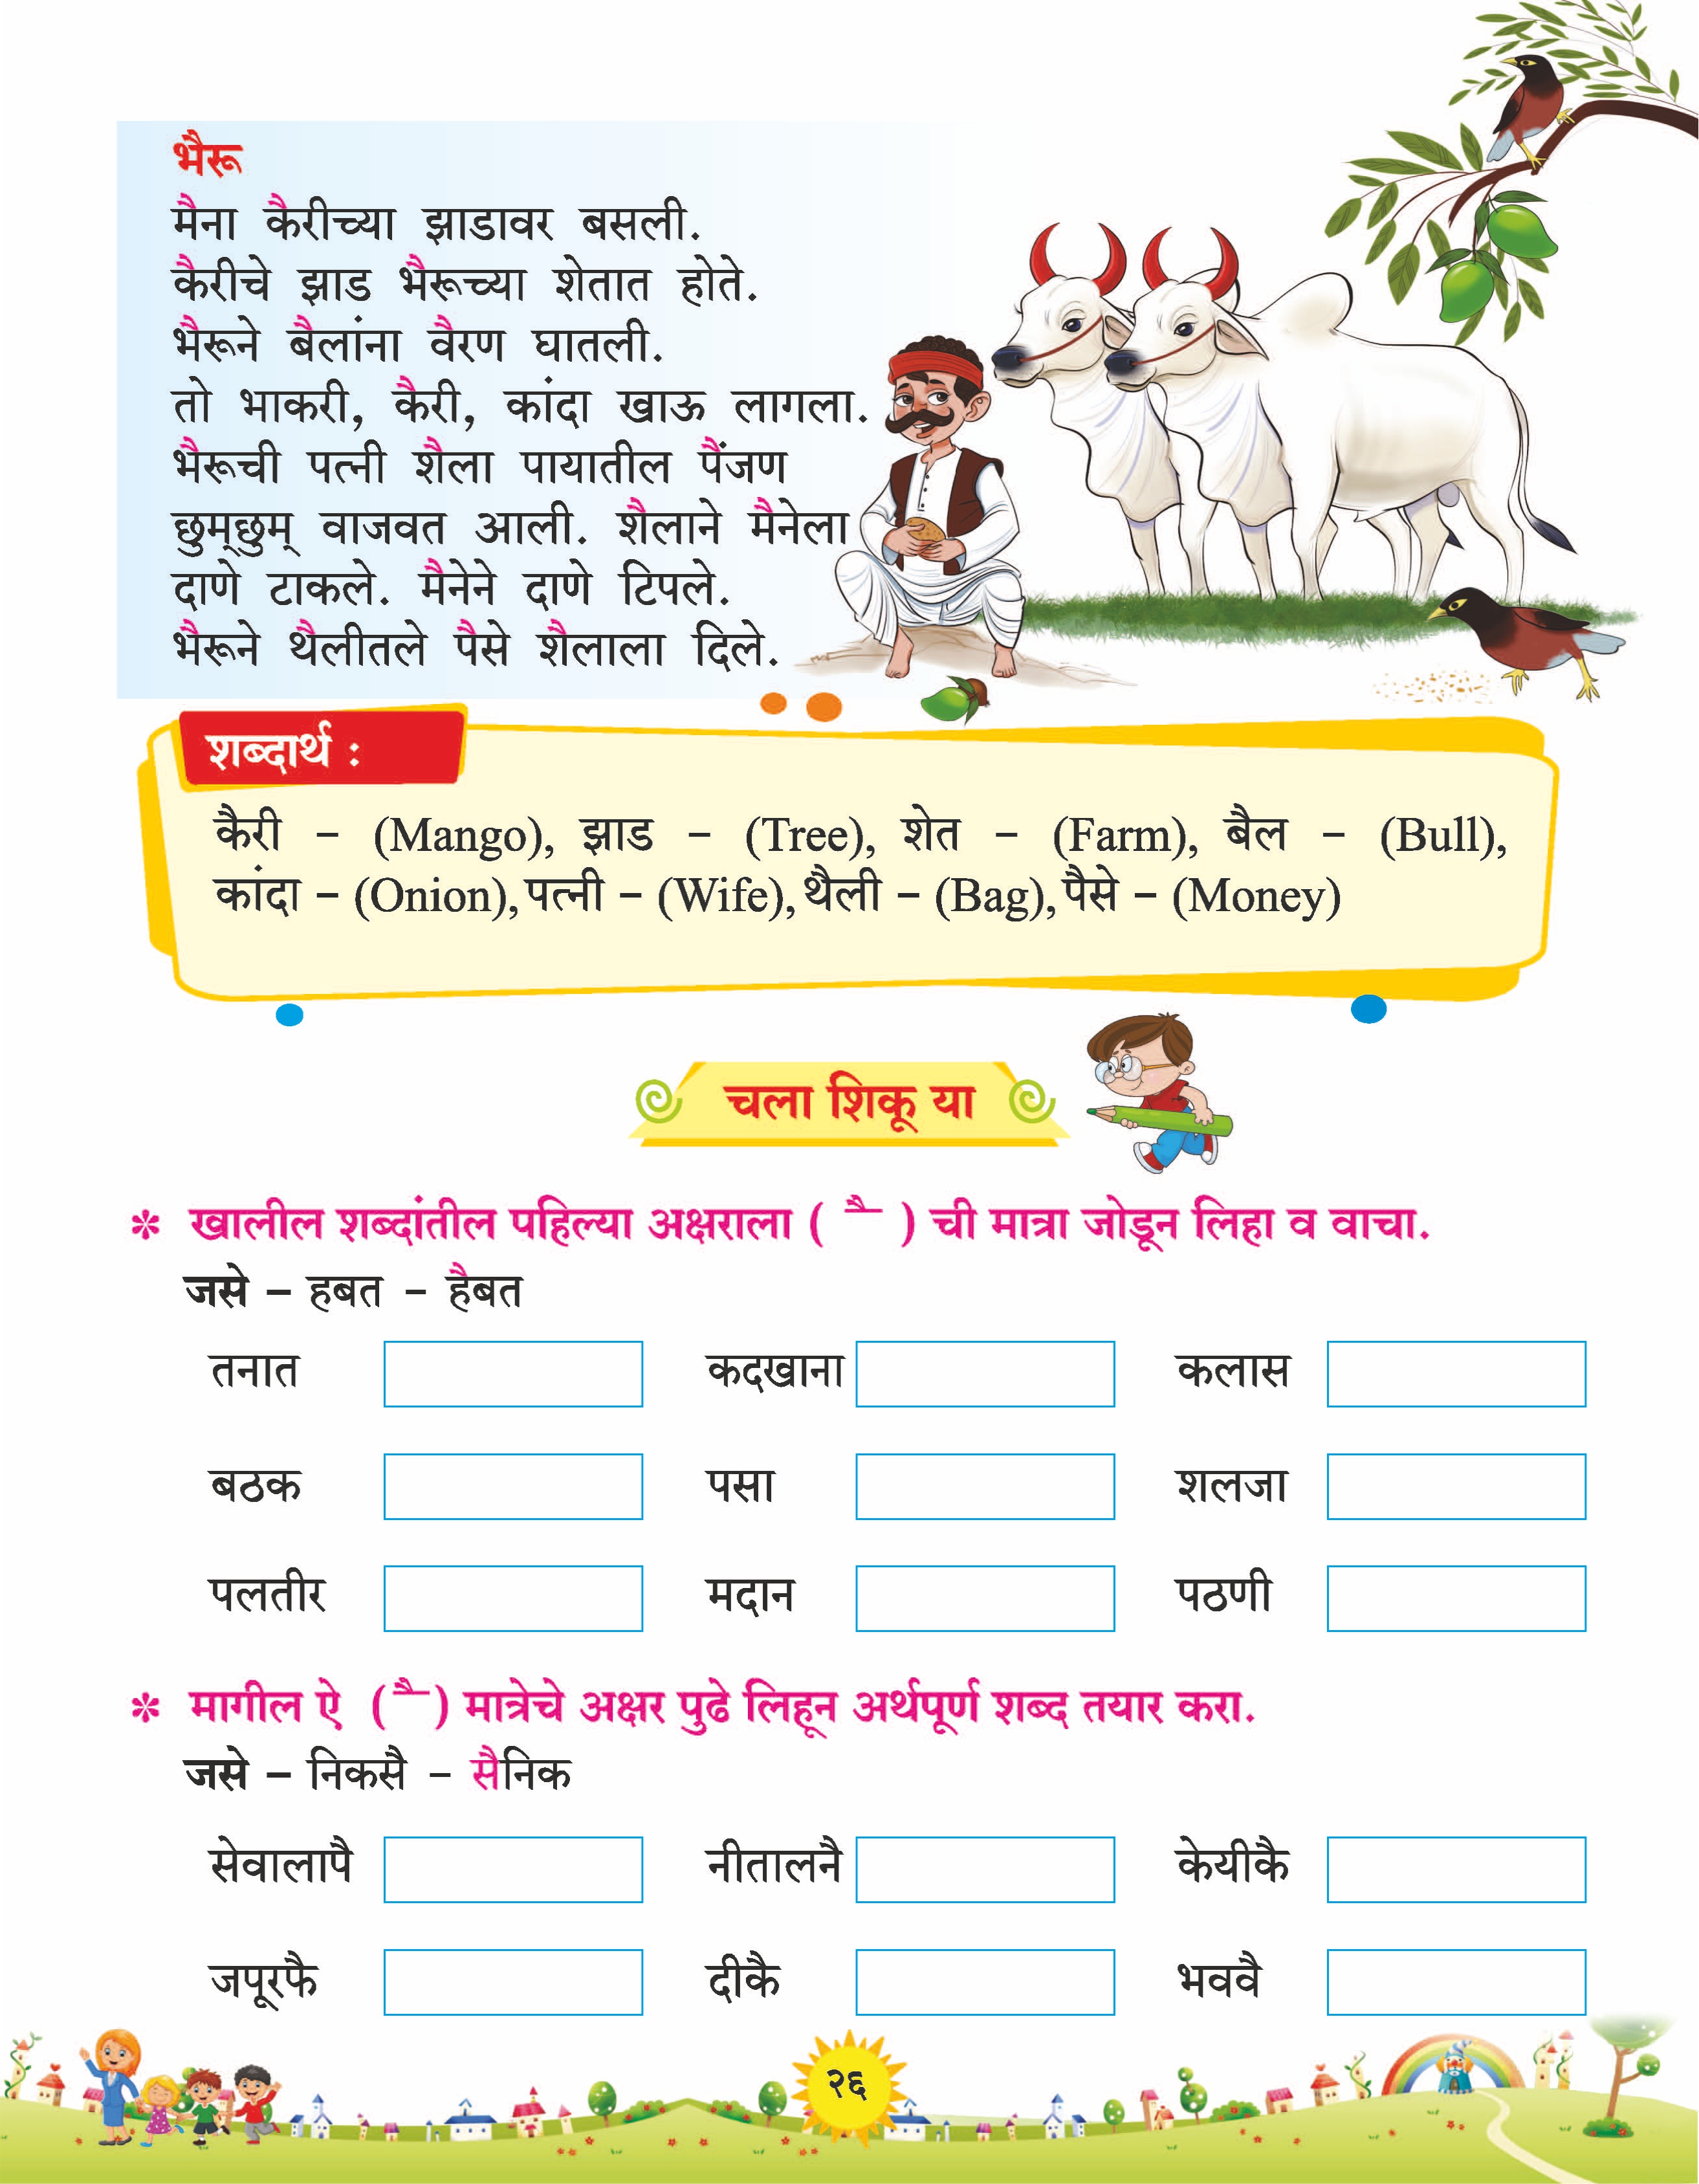 भैरू
मैना कैरीच्या झाडावर बसली.
कैरीचे झाड भैरूच्या शेतात होते.
भैरूने बैलांना वैरण घातली.
तो भाकरी, कैरी, कांदा खाऊ लागला.
भैरूची पत्नी शैला पायातील पैंजण
छुम्‌छुम् वाजवत आली. शैलाने मैनेला
दाणे टाकले. मैनेने दाणे टिपले.
भैरूने थैलीतले पैसे शैलाला दिले.
शब्दार्थ :
कैरी – (Mango), झाड – (Tree), शेत – (Farm), बैल – (Bull),
कांदा – (Onion), पत्नी – (Wife), थैली – (Bag), पैसे – (Money)
चला शिकू या
* खालील शब्दांतील पहिल्या अक्षराला ( ै ) ची मात्रा जोडून लिहा व वाचा.
जसे – हबत – हैबत
तनात कदखाना कलास
बठक पसा शलजा
पलतीर मदान पठणी
* मागील ऐ ( ै ) मात्रेचे अक्षर पुढे लिहून अर्थपूर्ण शब्द तयार करा.
जसे – निकसै – सैनिक
सेवालापै नीतालनै केयीकै
जपूरफै दीकै भववै
२६